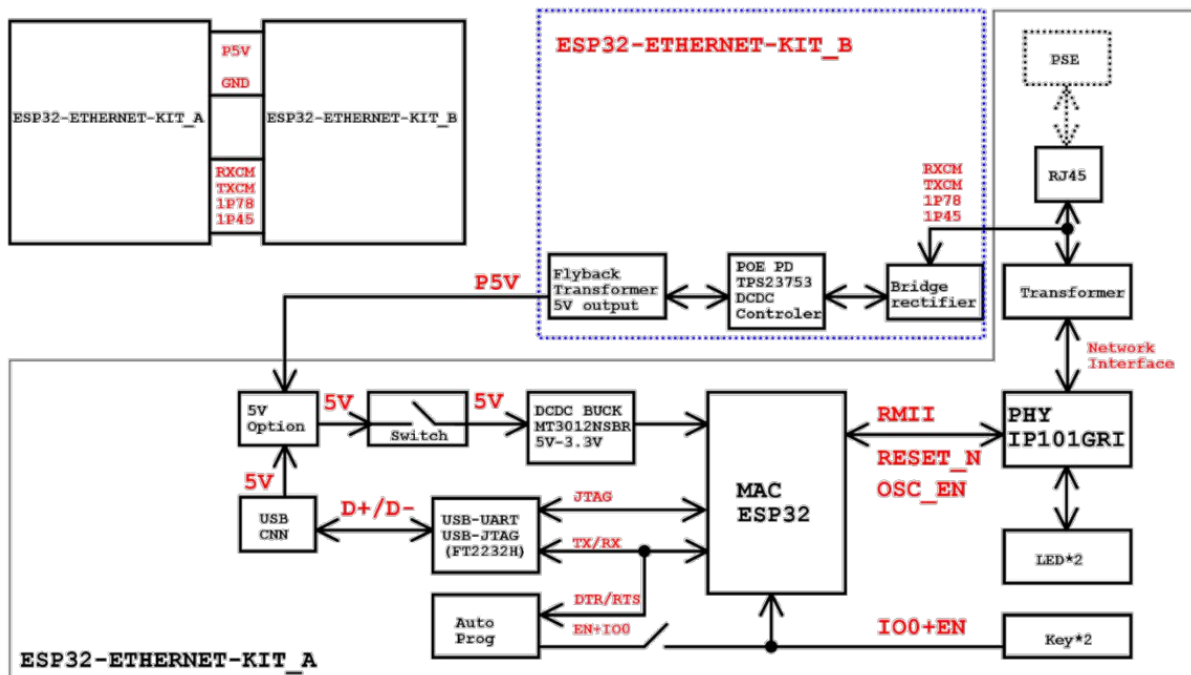 P5V
GND
ESP32-ETHERNET-KIT_A
ESP32-ETHERNET-KIT_B
RXCM
TXCM
1P78
1P45
ESP32-ETHERNET-KIT_B
PSE
RJ45
RXCM
TXCM
1P78
1P45
P5V
Flyback
Transformer
5V output
POE PD
TPS23753
DCDC
Controler
Bridge
rectifier
Transformer
Network
Interface
5V
Option
5V
Switch
5V
DCDC BUCK
MT3012NSBR
5V-3.3V
MAC
ESP32
RMII
RESET_N
OSC_EN
PHY
IP101GRI
5V
USB
CNN
D+/D-
USB-UART
USB-JTAG
(FT2232H)
JTAG
TX/RX
LED*2
DTR/RTS
Auto
Prog
EN+IO0
IO0+EN
Key*2
ESP32-ETHERNET-KIT_A